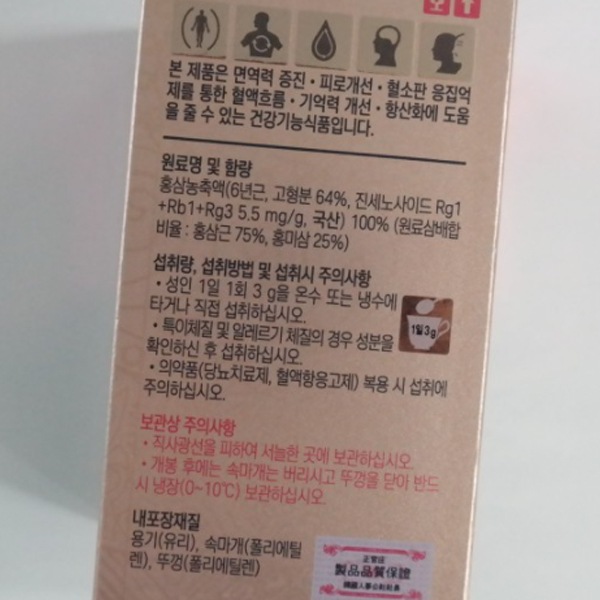 본 제품은 면역력 증진 • 피로개선 • 혈소판 응집억
제를 통한 혈액흐름 • 기억력 개선 • 항산화에 도움
을 줄 수 있는 건강기능식품입니다.
원료명 및 함량
홍삼농축액(6년근, 고형분 64%, 진세노사이드 Rg1
+Rb1+Rg3 5.5 mg/g, 국산) 100% (원료삼배합
비율 : 홍삼근 75%, 홍미삼 25%)
섭취량, 섭취방법 및 섭취시 주의사항
• 성인 1일 1회 3 g을 온수 또는 냉수에
타거나 직접 섭취하십시오.
1일3g
• 특이체질 및 알레르기 체질의 경우 성분을
확인하신 후 섭취하십시오.
• 의약품(당뇨치료제, 혈액항응고제) 복용 시 섭취에
주의하십시오.
보관상 주의사항
• 직사광선을 피하여 서늘한 곳에 보관하십시오.
• 개봉 후에는 속마개는 버리시고 뚜껑을 닫아 반드
시 냉장(0~10℃) 보관하십시오.
내포장재질
용기(유리), 속마개(폴리에틸
렌), 뚜껑(폴리에틸렌)
正官庄
製品品質保證